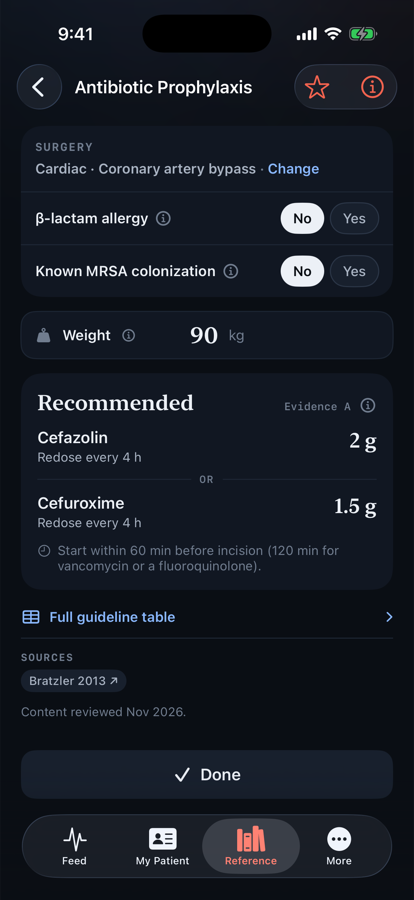 9:41
Antibiotic Prophylaxis
SURGERY
Cardiac · Coronary artery bypass · Change
β-lactam allergy
No
Yes
Known MRSA colonization
No
Yes
Weight
90 kg
Recommended
Evidence A
Cefazolin
2 g
Redose every 4 h
OR
Cefuroxime
1.5 g
Redose every 4 h
Start within 60 min before incision (120 min for
vancomycin or a fluoroquinolone).
Full guideline table
SOURCES
Bratzler 2013 ↗
Content reviewed Nov 2026.
Done
Feed
My Patient
Reference
More